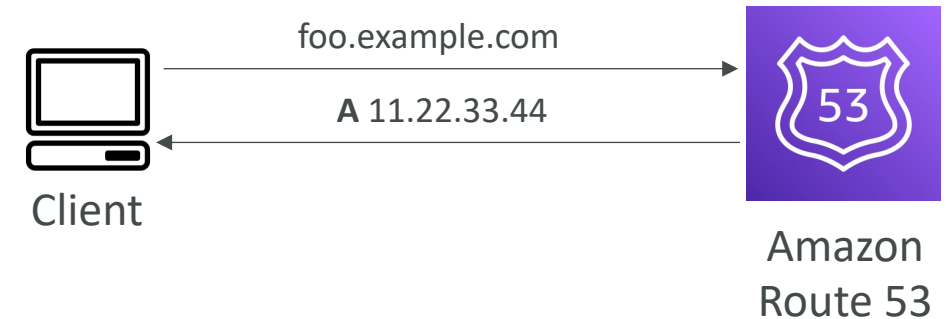 foo.example.com
A 11.22.33.44
53
Client
Amazon
Route 53